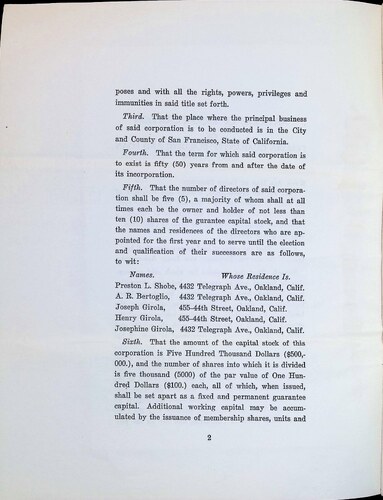 poses and with all the rights, powers, privileges and
immunities in said title set forth.
Third. That the place where the principal business
of said corporation is to be conducted is in the City
and County of San Francisco, State of California.
Fourth. That the term for which said corporation is
to exist is fifty (50) years from and after the date of
its incorporation.
Fifth. That the number of directors of said corpora-
tion shall be five (5), a majority of whom shall at all
times each be the owner and holder of not less than
ten (10) shares of the gurantee capital stock, and that
the names and residences of the directors who are ap-
pointed for the first year and to serve until the election
and qualification of their successors are as follows,
to wit:
Names. Whose Residence Is.
Preston L. Shobe, 4432 Telegraph Ave., Oakland, Calif.
A. R. Bertoglio, 4432 Telegraph Ave., Oakland, Calif.
Joseph Girola, 455-44th Street, Oakland, Calif.
Henry Girola, 455-44th Street, Oakland, Calif.
Josephine Girola, 4432 Telegraph Ave., Oakland, Calif.
Sixth. That the amount of the capital stock of this
corporation is Five Hundred Thousand Dollars ($500,-
000.), and the number of shares into which it is divided
is five thousand (5000) of the par value of One Hun-
dred Dollars ($100.) each, all of which, when issued,
shall be set apart as a fixed and permanent guarantee
capital. Additional working capital may be accum-
ulated by the issuance of membership shares, units and
2